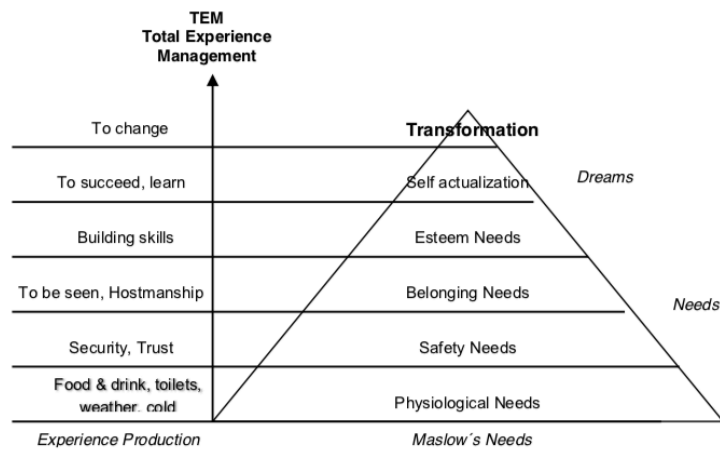 TEM
Total Experience
Management
To change
Transformation
To succeed, learn
Self actualization
Dreams
Building skills
Esteem Needs
To be seen, Hostmanship
Belonging Needs
Needs
Security, Trust
Safety Needs
Food & drink, toilets,
weather, cold
Physiological Needs
Experience Production
Maslow´s Needs